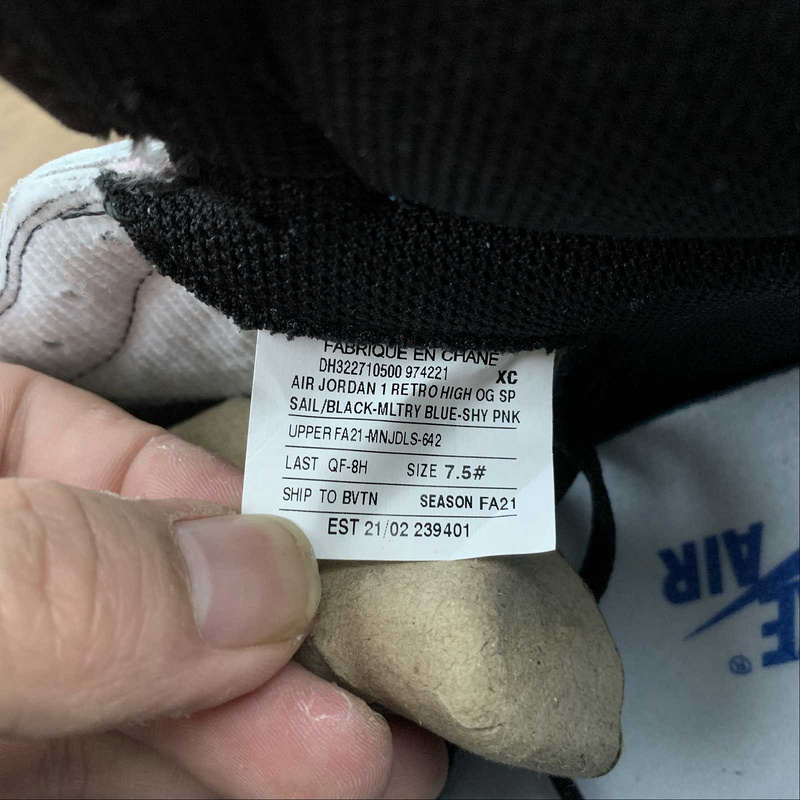 FABRIQUE EN CHANE
DH322710500 974221
XC
AIR JORDAN 1 RETRO HIGH OG SP
SAIL/BLACK-MLTRY BLUE-SHY PNK
UPPER FA21-MNJDLS-642
LAST QF-8H SIZE 7.5#
SHIP TO BVTN SEASON FA21
EST 21/02 239401
AIR
®